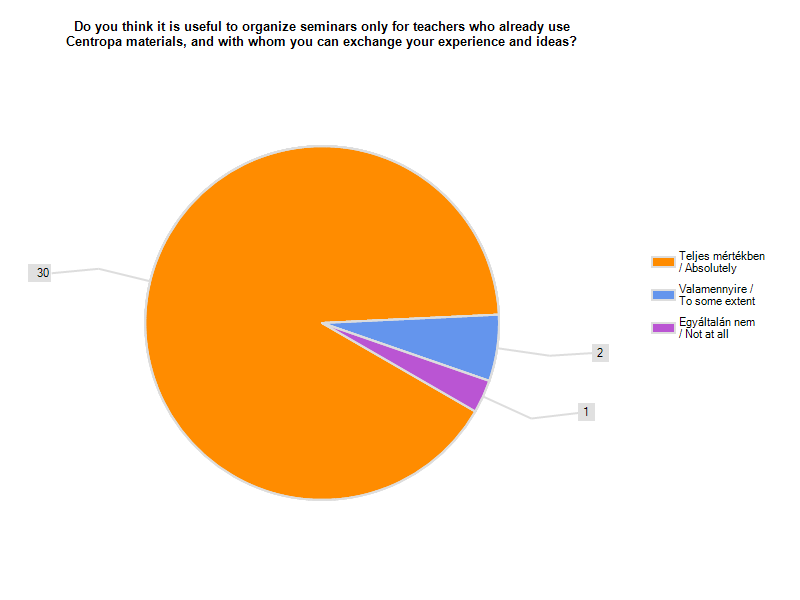 Do you think it is useful to organize seminars only for teachers who already use
Centropa materials, and with whom you can exchange your experience and ideas?
30
2
1
Teljes mértékben
/ Absolutely
Valamennyire /
To some extent
Egyáltalán nem
/ Not at all